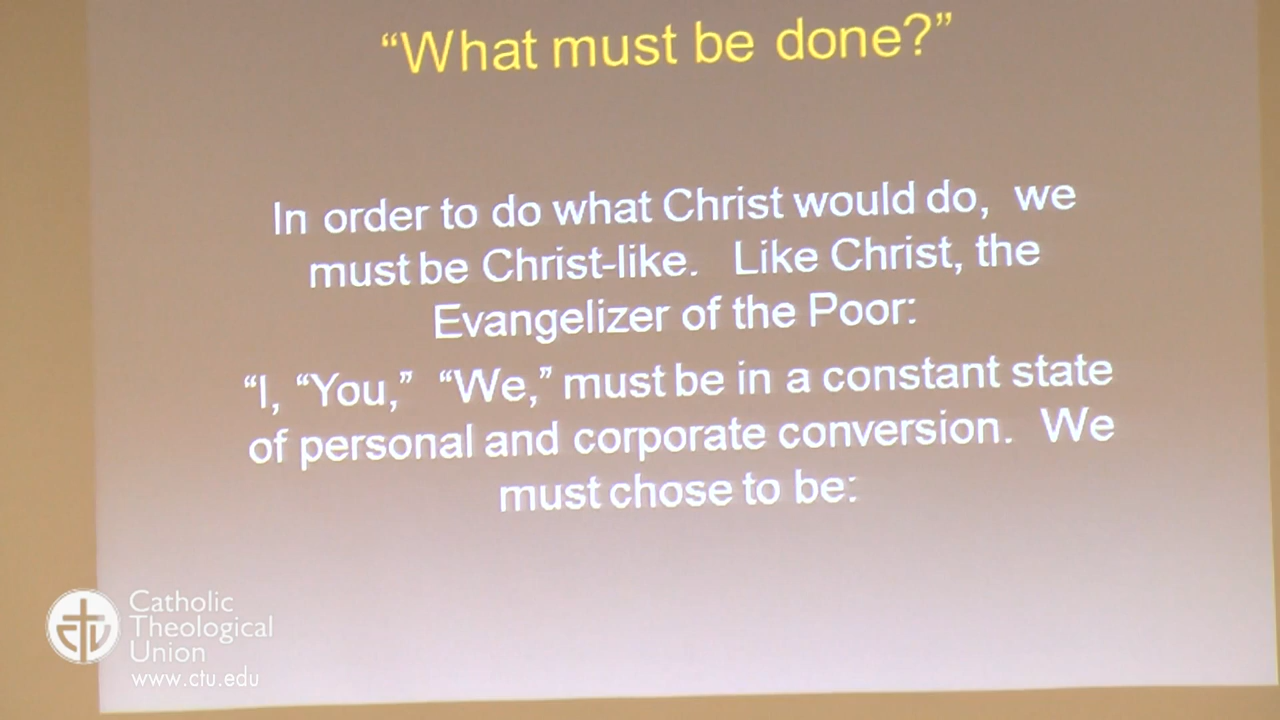 “What must be done?”
In order to do what Christ would do, we
must be Christ-like. Like Christ, the
Evangelizer of the Poor:
“I, “You,” “We,” must be in a constant state
of personal and corporate conversion. We
must chose to be:
Catholic
Theological
Union
www.ctu.edu